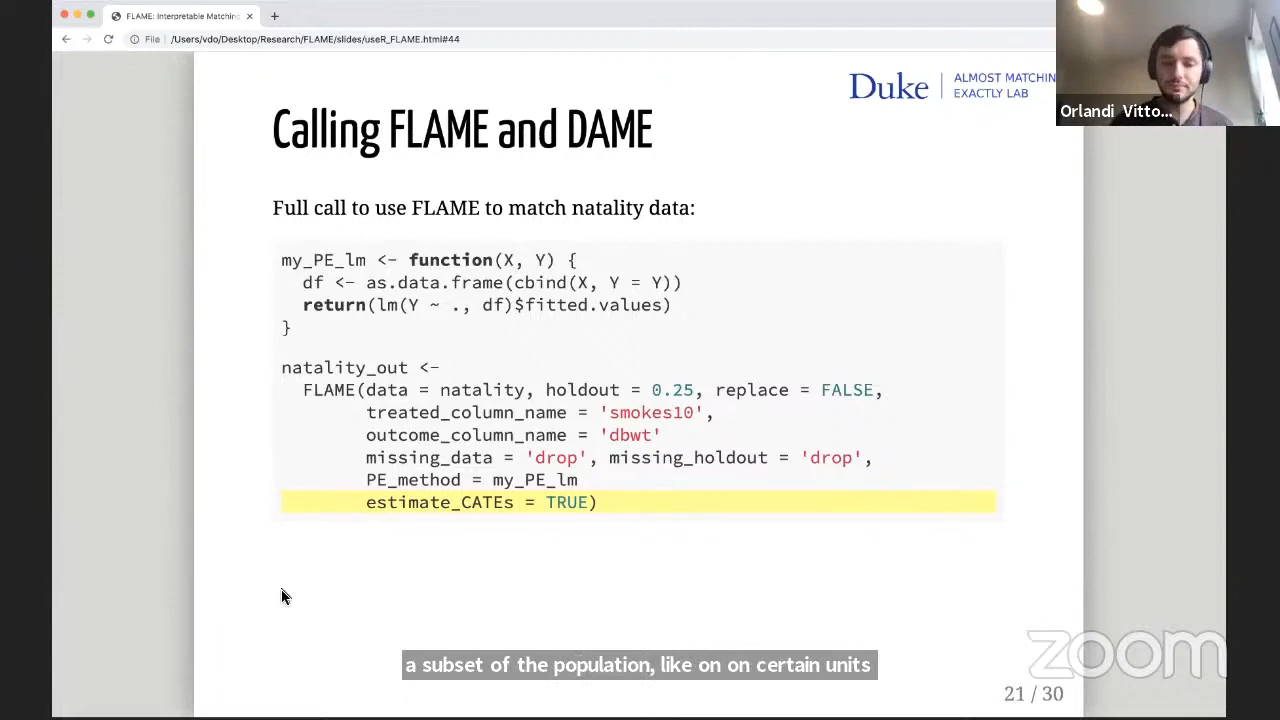 FLAME: Interpretable Matching
File /Users/vdo/Desktop/Research/FLAME/slides/useR_FLAME.html#44
Duke ALMOST MATCHIN
EXACTLY LAB
Orlandi Vitto...
Calling FLAME and DAME
Full call to use FLAME to match natality data:
my_PE_lm <- function(X, Y) {
df <- as.data.frame(cbind(X, Y = Y))
return(lm(Y ~ ., df)$fitted.values)
}
natality_out <-
FLAME(data = natality, holdout = 0.25, replace = FALSE,
treated_column_name = 'smokes10',
outcome_column_name = 'dbwt'
missing_data = 'drop', missing_holdout = 'drop',
PE_method = my_PE_lm
estimate_CATEs = TRUE)
a subset of the population, like on on certain units
zoom
21 / 30